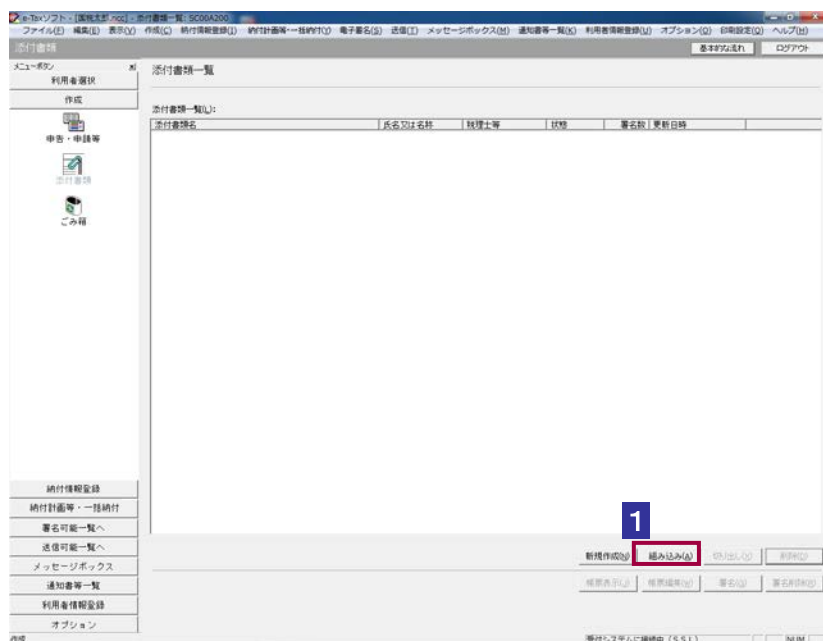 e-Taxソフト - [国税太郎.ncc] - 添付書類一覧: SC00A200
ファイル(F) 編集(E) 表示(V) 作成(C) 納付情報登録(I) 納付計画等・一括納付(Y) 電子署名(S) 送信(T) メッセージボックス(M) 通知書等一覧(K) 利用者情報登録(U) オプション(O) 印刷設定(Q) ヘルプ(H)
添付書類 基本的な流れ ログアウト
メニューボタン
利用者選択
作成
申告・申請等
添付書類
ごみ箱
納付情報登録
納付計画等・一括納付
署名可能一覧へ
送信可能一覧へ
メッセージボックス
通知書等一覧
利用者情報登録
オプション
添付書類一覧
添付書類一覧(L):
添付書類名 氏名又は名称 税理士等 状態 署名数 更新日時
1
新規作成(N) 組み込み(A) 切り出し(X) 削除(D)
帳票表示(J) 帳票編集(W) 署名(G) 署名削除(R)
作成 受付システムに接続中（ＳＳＬ） NUM